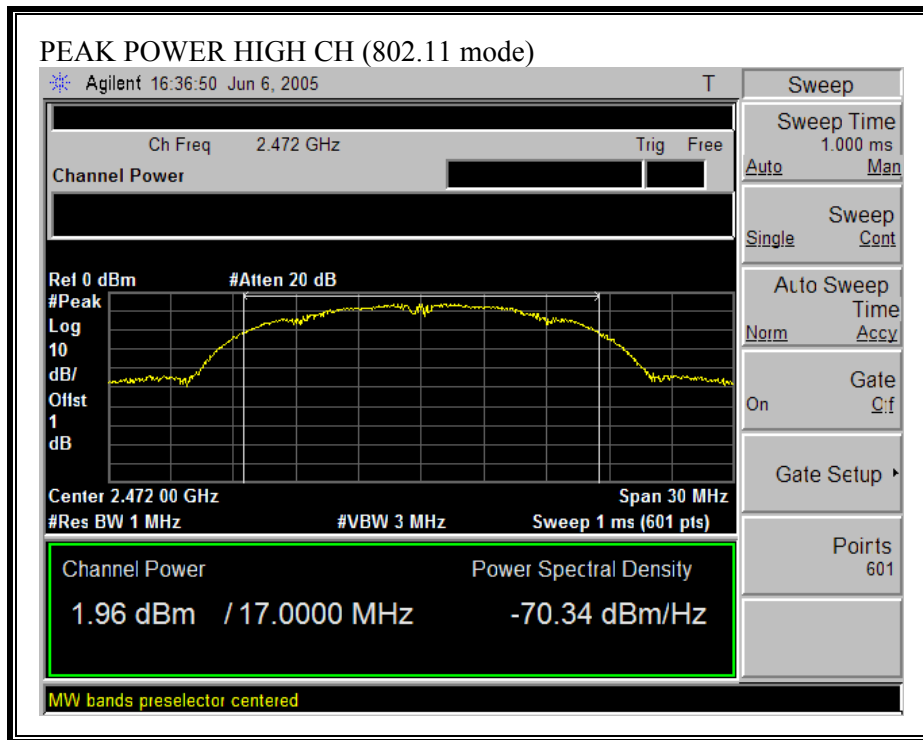 PEAK POWER HIGH CH (802.11 mode)
Agilent 16:36:50 Jun 6, 2005 T
Ch Freq 2.472 GHz Trig Free
Channel Power
Ref 0 dBm #Atten 20 dB
#Peak
Log
10
dB/
Offst
1
dB
Center 2.472 00 GHz Span 30 MHz
#Res BW 1 MHz #VBW 3 MHz Sweep 1 ms (601 pts)
Channel Power Power Spectral Density
1.96 dBm / 17.0000 MHz -70.34 dBm/Hz
MW bands preselector centered
Sweep
Sweep Time
1.000 ms
Auto Man
Sweep
Single Cont
Auto Sweep
Time
Norm Accy
Gate
On Off
Gate Setup
Points
601